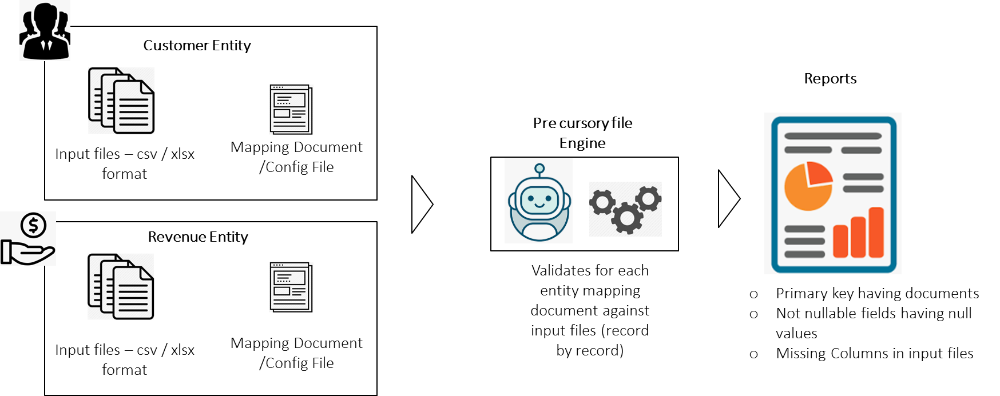 Customer Entity
Input files – csv / xlsx
format
Mapping Document
/Config File
$
Revenue Entity
Input files – csv / xlsx
format
Mapping Document
/Config File
Pre cursory file
Engine
Validates for each
entity mapping
document against
input files (record
by record)
Reports
o Primary key having documents
o Not nullable fields having null
values
o Missing Columns in input files